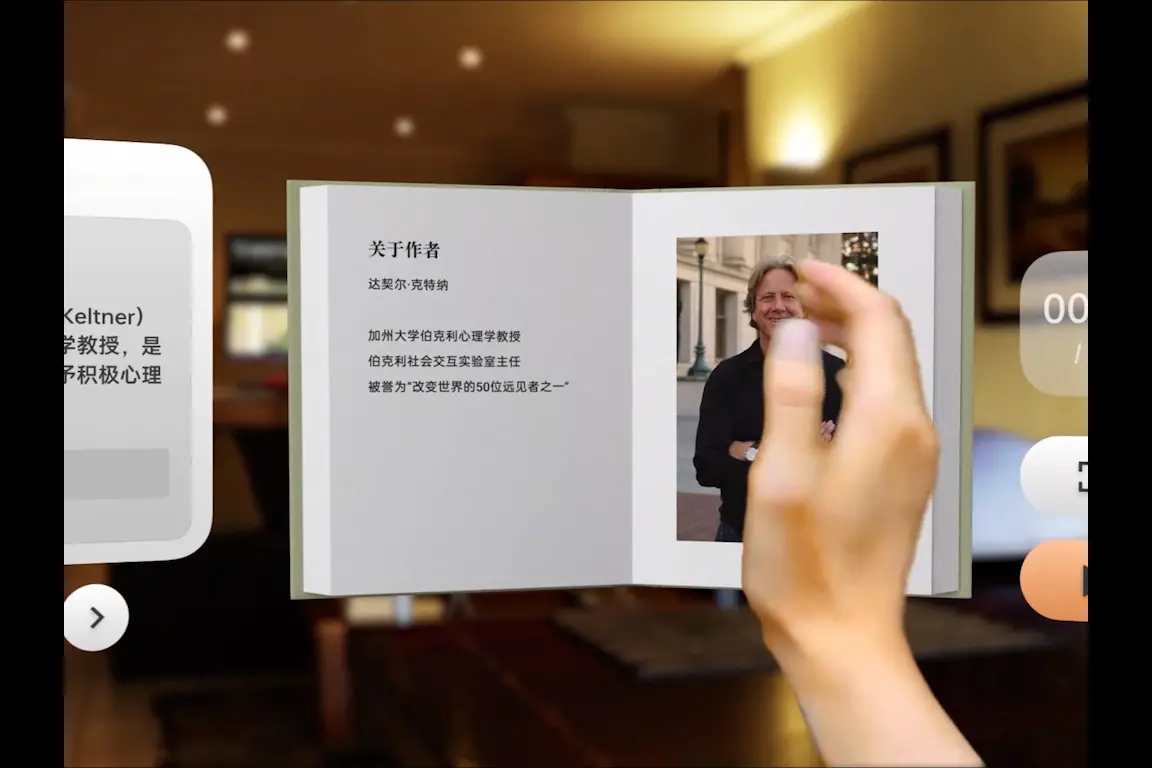 Keltner)
学教授，是
予积极心理
关于作者
达契尔·克特纳
加州大学伯克利心理学教授
伯克利社会交互实验室主任
被誉为“改变世界的50位远见者之一”
00
/